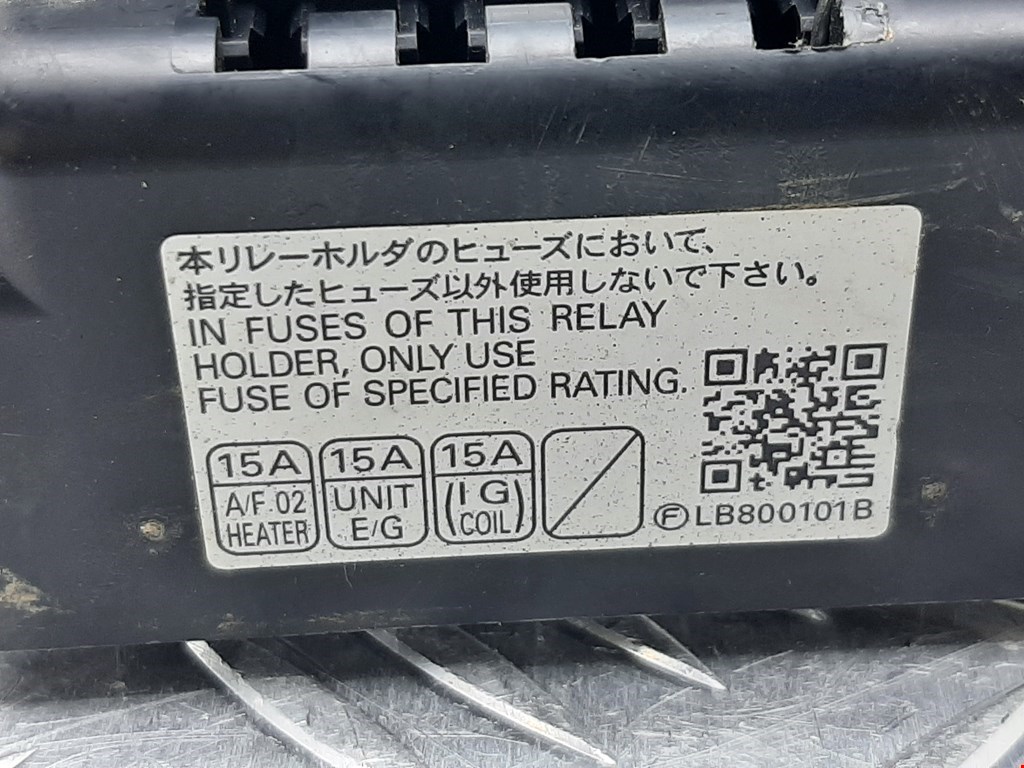 本リレーホルダのヒューズにおいて、
指定したヒューズ以外使用しないで下さい。
IN FUSES OF THIS RELAY
HOLDER, ONLY USE
FUSE OF SPECIFIED RATING.
15A
A/F.O2
HEATER
15A
UNIT
E/G
15A
(IG)
(COIL)
Ⓕ LB800101B